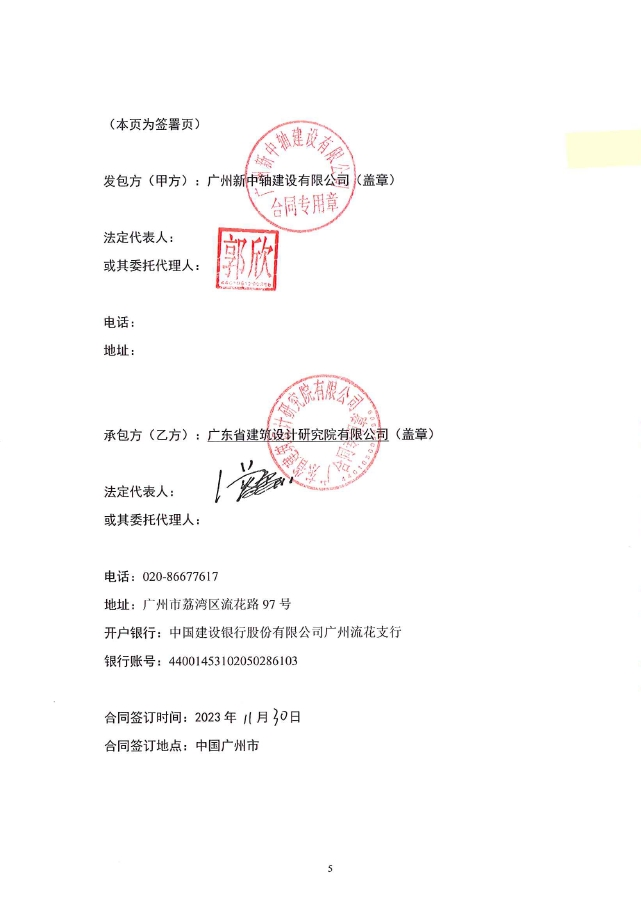 （本页为签署页）
广州新中轴建设有限公司
合同专用章
发包方（甲方）：广州新中轴建设有限公司（盖章）
法定代表人：
或其委托代理人：
郭欣
电话：
地址：
广东省建筑设计研究院有限公司
承包方（乙方）：广东省建筑设计研究院有限公司（盖章）
法定代表人：
或其委托代理人：
电话：020-86677617
地址：广州市荔湾区流花路 97 号
开户银行：中国建设银行股份有限公司广州流花支行
银行账号：44001453102050286103
合同签订时间：2023 年 11 月 30日
合同签订地点：中国广州市
5